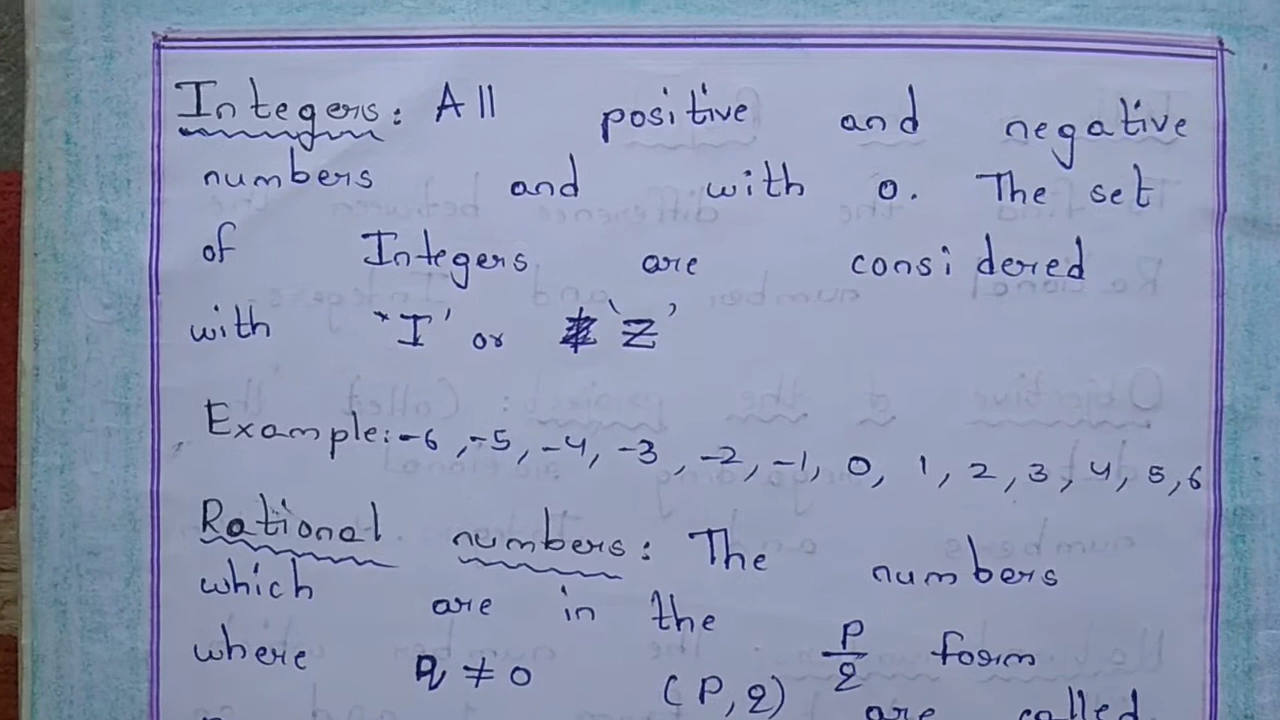 Integers: All positive and negative
numbers and with 0. The set
of Integers are considered
with 'I' or 'Z'
Example: -6, -5, -4, -3, -2, -1, 0, 1, 2, 3, 4, 5, 6
Rational numbers: The numbers
which are in the p/q form
where q ≠ 0 (P, q) are called